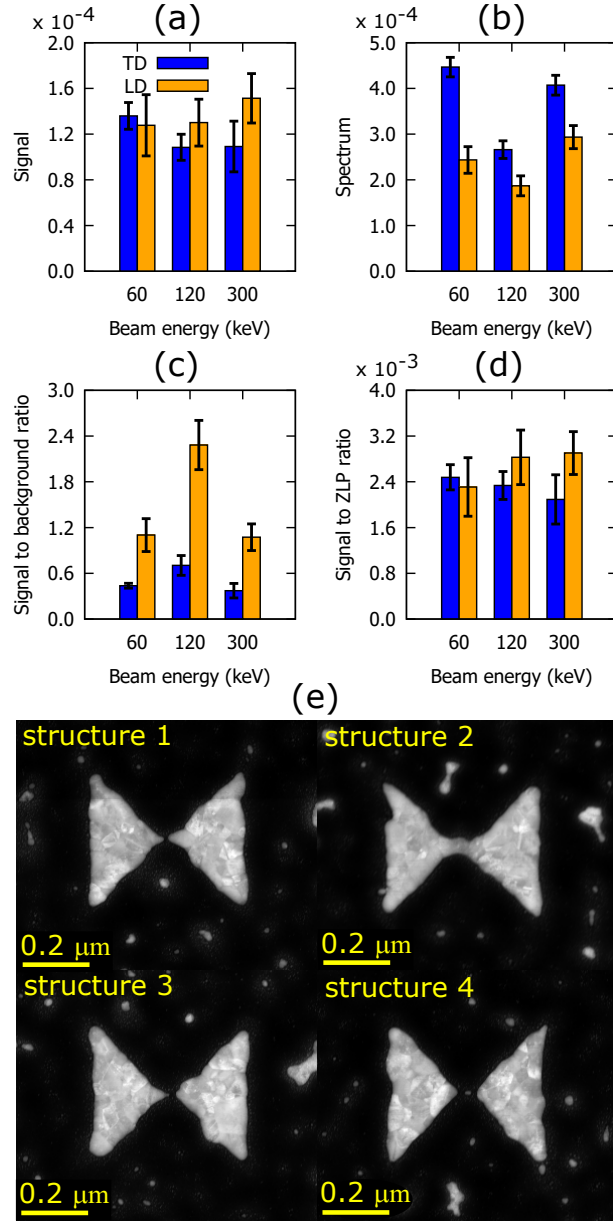 (a)
× 10⁻⁴
Signal
2.0
1.6
1.2
0.8
0.4
0.0
TD
LD
60 120 300
Beam energy (keV)
(b)
× 10⁻⁴
Spectrum
5.0
4.0
3.0
2.0
1.0
0.0
60 120 300
Beam energy (keV)
(c)
Signal to background ratio
3.0
2.4
1.8
1.2
0.6
0.0
60 120 300
Beam energy (keV)
(d)
× 10⁻³
Signal to ZLP ratio
4.0
3.2
2.4
1.6
0.8
0.0
60 120 300
Beam energy (keV)
(e)
structure 1
0.2 μm
structure 2
0.2 μm
structure 3
0.2 μm
structure 4
0.2 μm